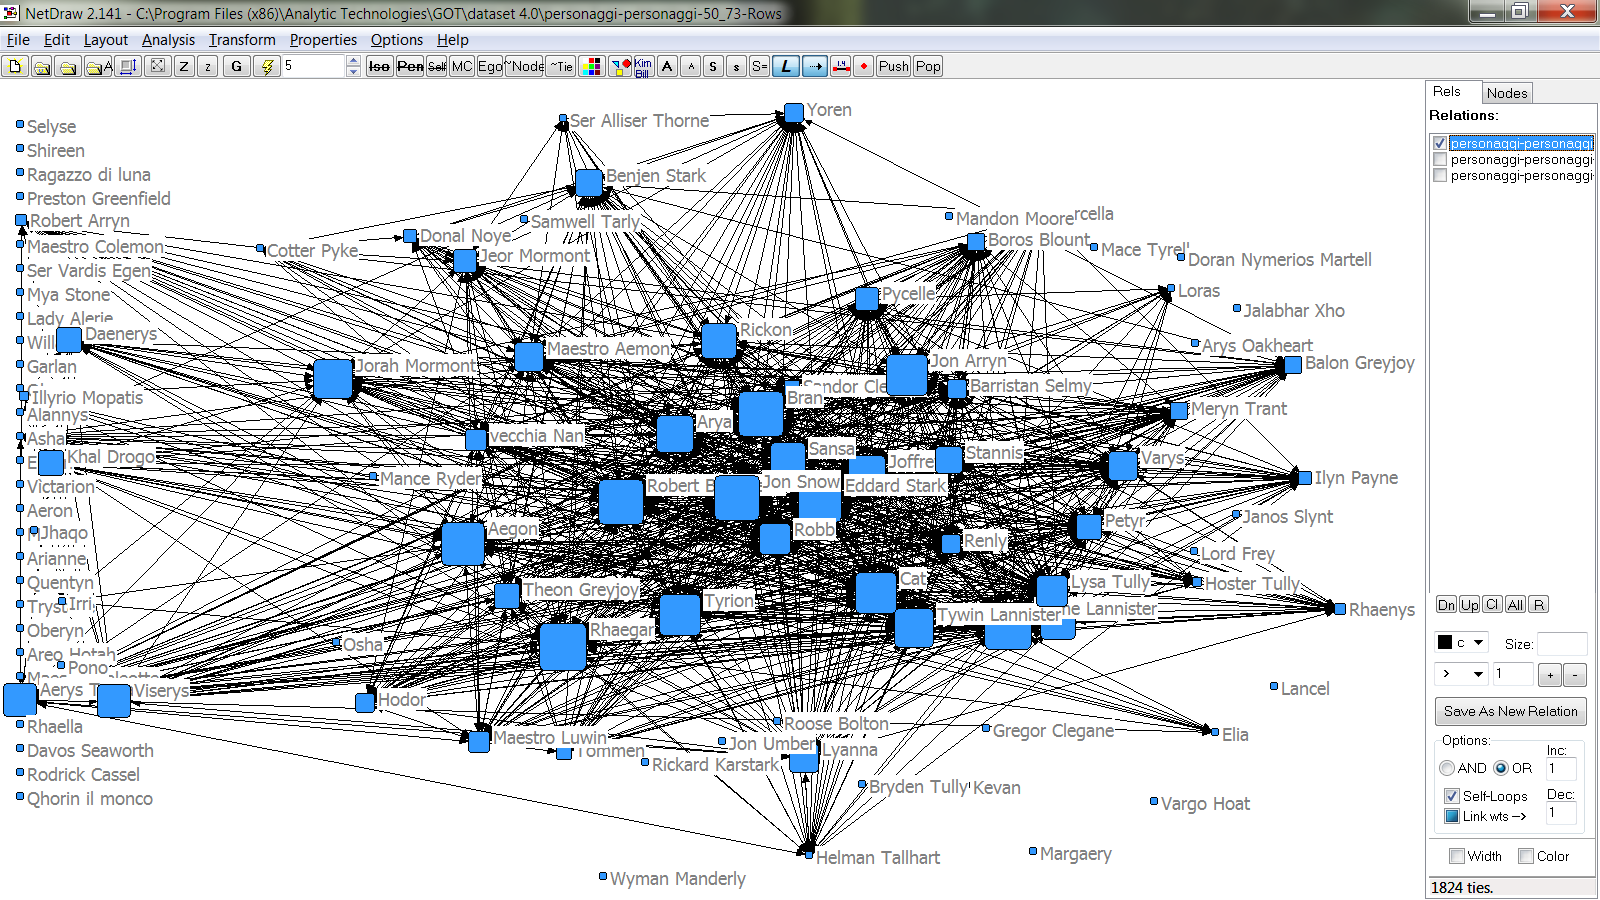 NetDraw 2.141 - C:\Program Files (x86)\Analytic Technologies\GOT\dataset 4.0\personaggi-personaggi-50_73-Rows
File Edit Layout Analysis Transform Properties Options Help
A Z z G 5 Iso Pen Self MC Ego ~Node ~Tie Kim Bill A A S s S= L Push Pop
Rels Nodes
Relations:
personaggi-personaggi
personaggi-personaggi
personaggi-personaggi
Yoren
Ser Alliser Thorne
Selyse
Shireen
Ragazzo di luna
Benjen Stark
Preston Greenfield
Robert Arryn
Samwell Tarly
Mandon Moore
rcella
Donal Noye
Boros Blount
Maestro Colemon
Cotter Pyke
Mace Tyrell
Jeor Mormont
Doran Nymerios Martell
Ser Vardis Egen
Mya Stone
Pycelle
Loras
Jalabhar Xho
Lady Alerie
Daenerys
Rickon
Will
Maestro Aemon
Arys Oakheart
Jon Arryn
Balon Greyjoy
Garlan
Jorah Mormont
Sandor Cle
Barristan Selmy
Illyrio Mopatis
Bran
Meryn Trant
Alannys
Arya
Asha
vecchia Nan
Sansa
Stannis
Khal Drogo
Joffre
Varys
Mance Ryder
Jon Snow
Ilyn Payne
Victarion
Robert B
Eddard Stark
Aeron
Janos Slynt
Jhaqo
Aegon
Robb
Petyr
Renly
Arianne
Lord Frey
Quentyn
Theon Greyjoy
Cat
Lysa Tully
Hoster Tully
Tryst
Irri
Tyrion
Tywin Lannister
ne Lannister
Rhaenys
Oberyn
Rhaegar
Osha
Areo Hotah
Pono
Aerys T
Viserys
Hodor
Lancel
Rhaella
Roose Bolton
Gregor Clegane
Elia
Maestro Luwin
Jon Umber
Davos Seaworth
Tommen
Lyanna
Rickard Karstark
Rodrick Cassel
Bryden Tully
Kevan
Qhorin il monco
Vargo Hoat
Helman Tallhart
Margaery
Wyman Manderly
Dn Up Cl All R
c Size:
> 1 + -
Save As New Relation
Options:
Inc:
AND OR 1
Self-Loops Dec:
Link wts --> 1
Width Color
1824 ties.